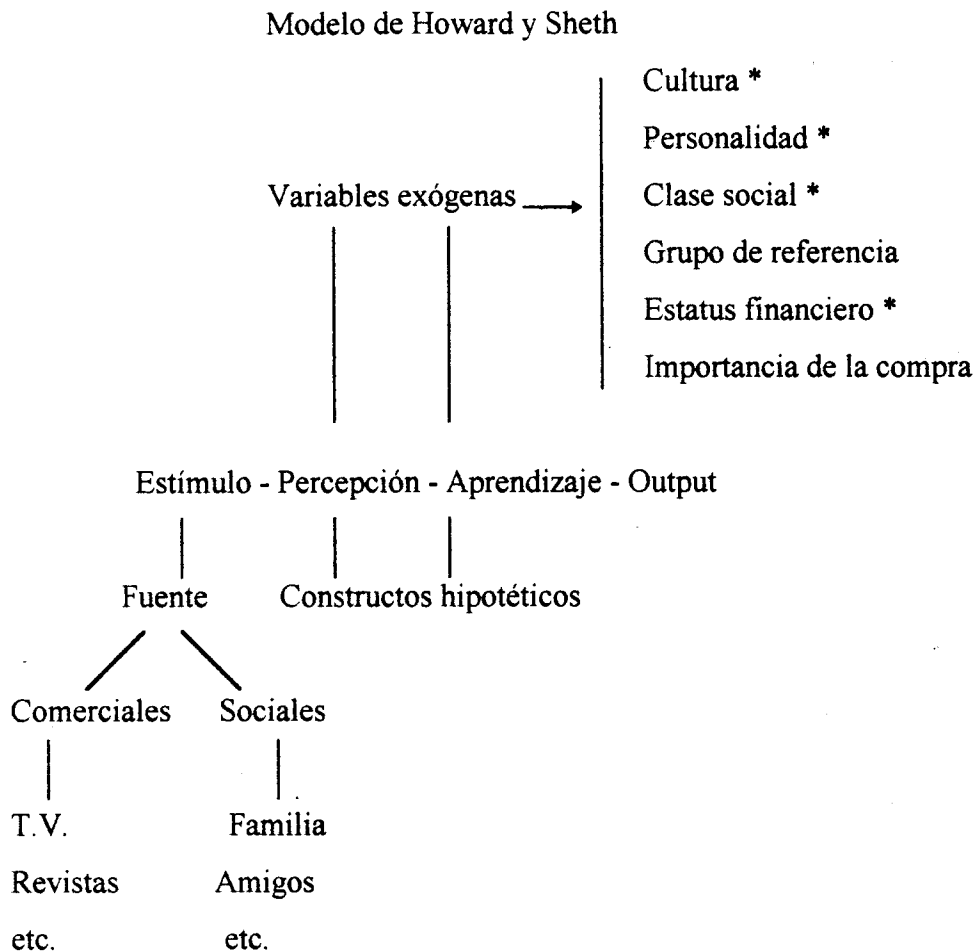 Modelo de Howard y Sheth
Cultura *
Personalidad *
Variables exógenas
Clase social *
Grupo de referencia
Estatus financiero *
Importancia de la compra
Estímulo - Percepción - Aprendizaje - Output
Fuente Constructos hipotéticos
Comerciales Sociales
T.V. Familia
Revistas Amigos
etc. etc.